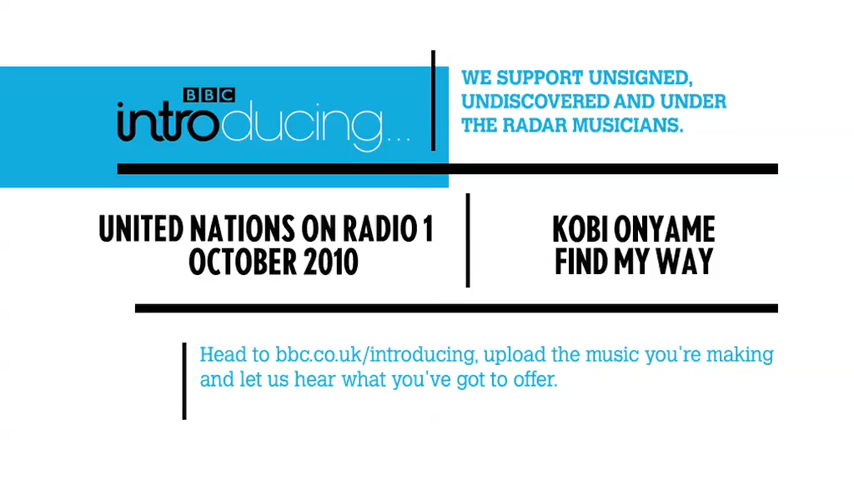 BBC
introducing...
WE SUPPORT UNSIGNED,
UNDISCOVERED AND UNDER
THE RADAR MUSICIANS.
UNITED NATIONS ON RADIO 1
OCTOBER 2010
KOBI ONYAME
FIND MY WAY
Head to bbc.co.uk/introducing, upload the music you're making
and let us hear what you've got to offer.